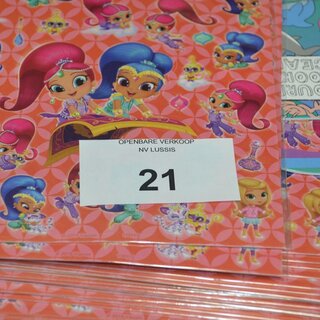 OPENBARE VERKOOP
NV LUSSIS
21